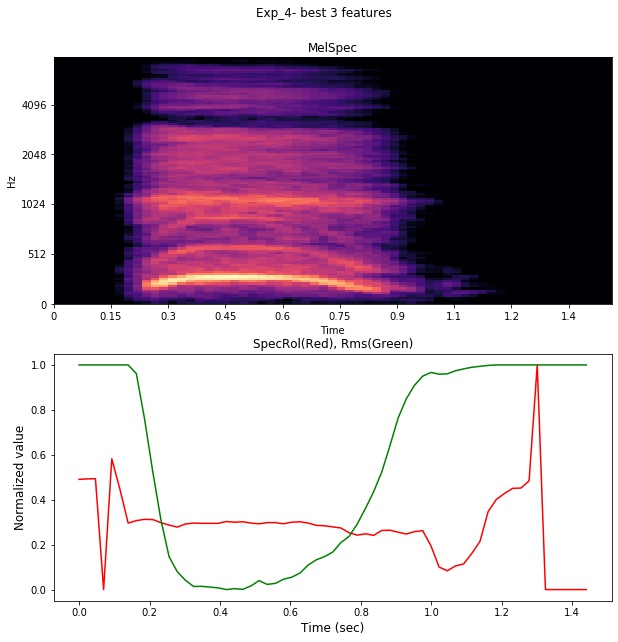 Exp_4- best 3 features
MelSpec
Hz
4096
2048
1024
512
0
0 0.15 0.3 0.45 0.6 0.75 0.9 1.1 1.2 1.4
Time
SpecRol(Red), Rms(Green)
Normalized value
1.0
0.8
0.6
0.4
0.2
0.0
0.0 0.2 0.4 0.6 0.8 1.0 1.2 1.4
Time (sec)